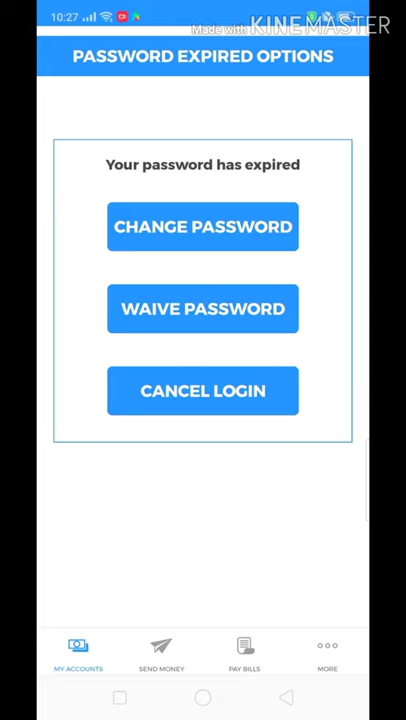 10:27
Made with KINEMASTER
PASSWORD EXPIRED OPTIONS
Your password has expired
CHANGE PASSWORD
WAIVE PASSWORD
CANCEL LOGIN
MY ACCOUNTS
SEND MONEY
PAY BILLS
MORE